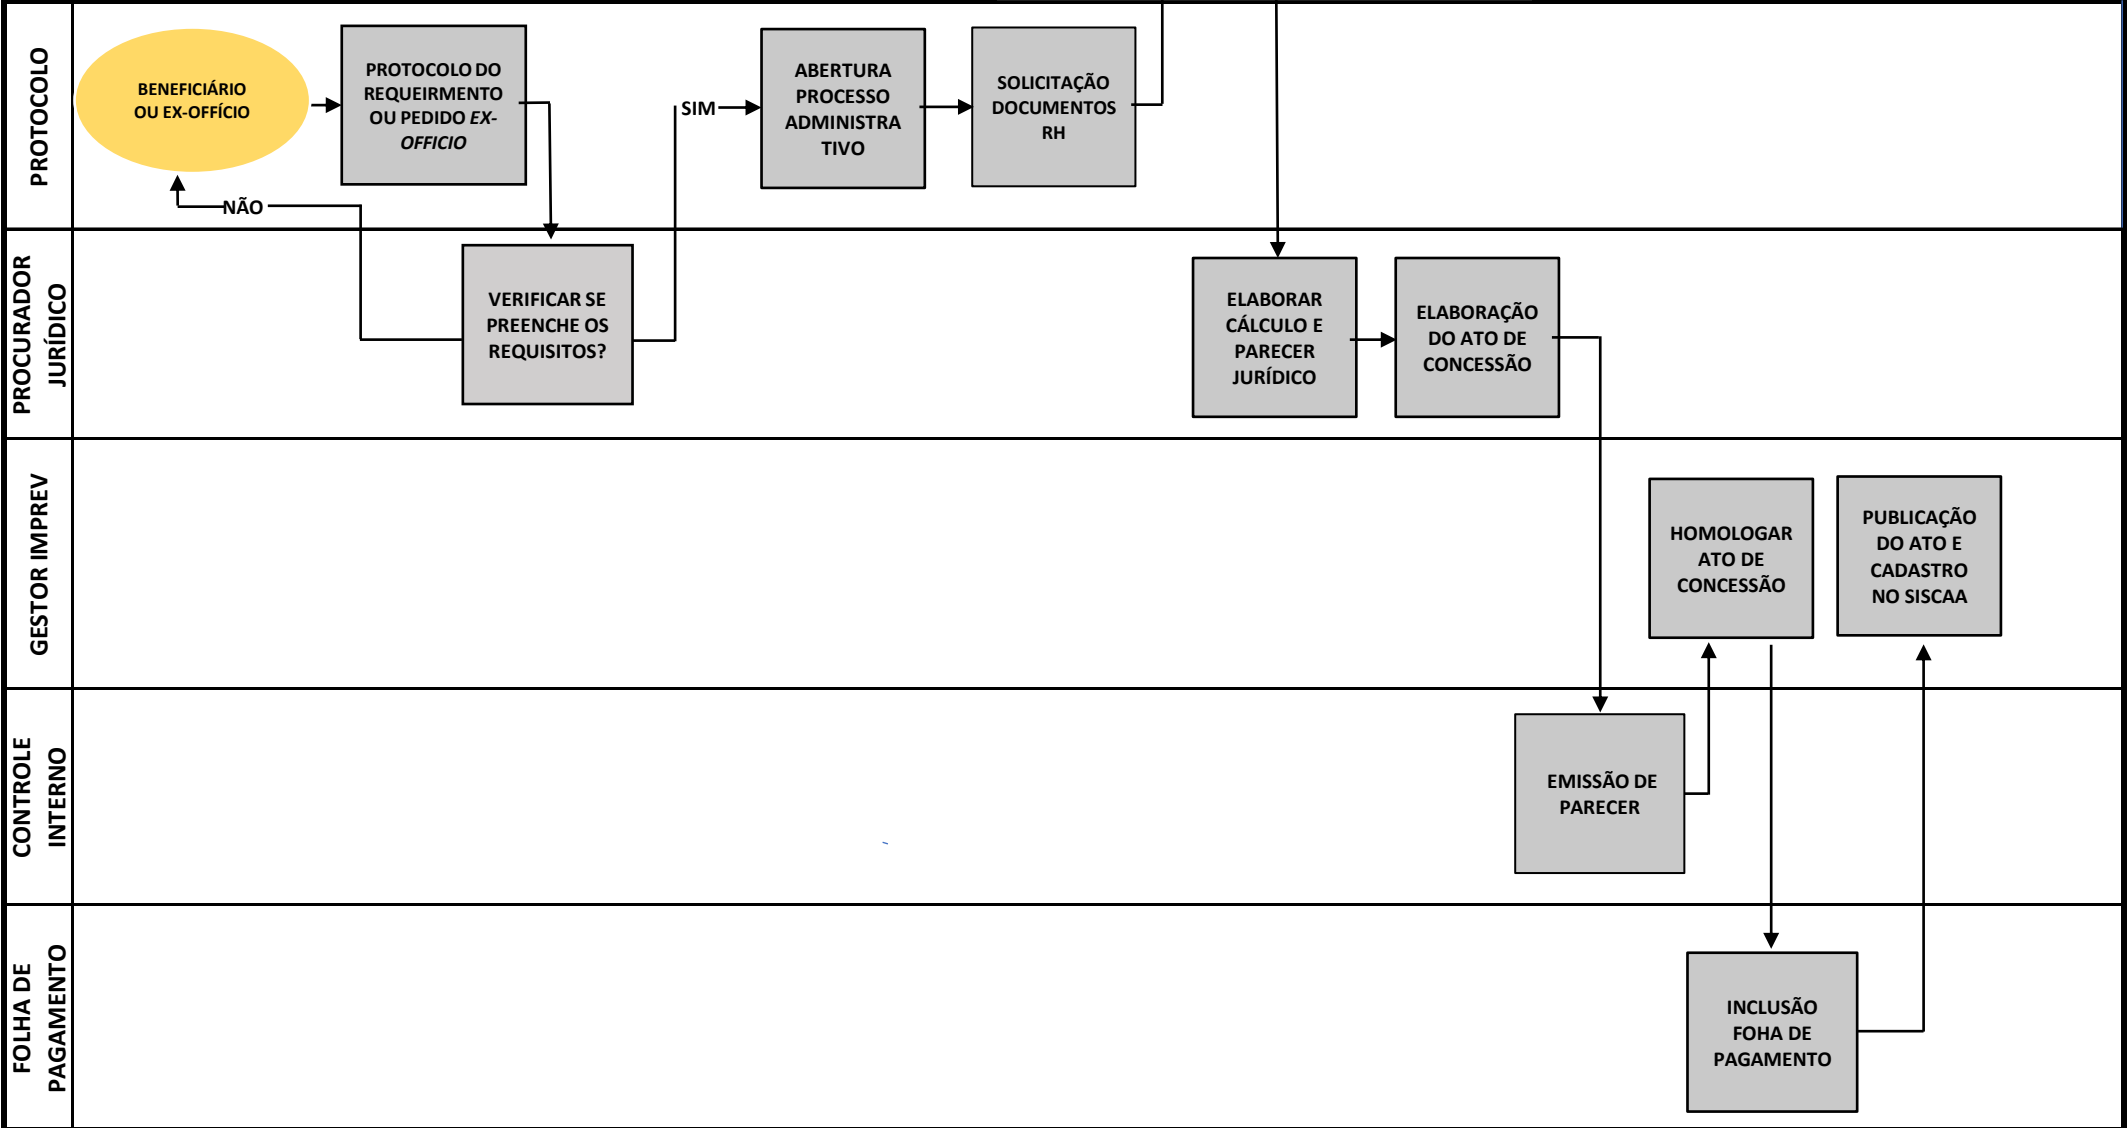 PROTOCOLO
BENEFICIÁRIO
OU EX-OFFÍCIO
PROTOCOLO DO
REQUEIRMENTO
OU PEDIDO EX-
OFFICIO
SIM
ABERTURA
PROCESSO
ADMINISTRA
TIVO
SOLICITAÇÃO
DOCUMENTOS
RH
NÃO
PROCURADOR
JURÍDICO
VERIFICAR SE
PREENCHE OS
REQUISITOS?
ELABORAR
CÁLCULO E
PARECER
JURÍDICO
ELABORAÇÃO
DO ATO DE
CONCESSÃO
GESTOR IMPREV
HOMOLOGAR
ATO DE
CONCESSÃO
PUBLICAÇÃO
DO ATO E
CADASTRO
NO SISCAA
CONTROLE
INTERNO
EMISSÃO DE
PARECER
FOLHA DE
PAGAMENTO
INCLUSÃO
FOHA DE
PAGAMENTO